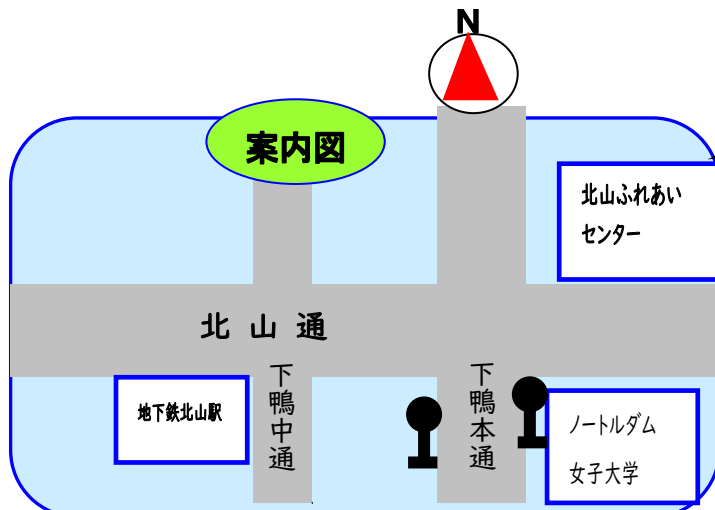 N
案内図
北山ふれあい
センター
北山通
下鴨中通
下鴨本通
地下鉄北山駅
ノートルダム
女子大学